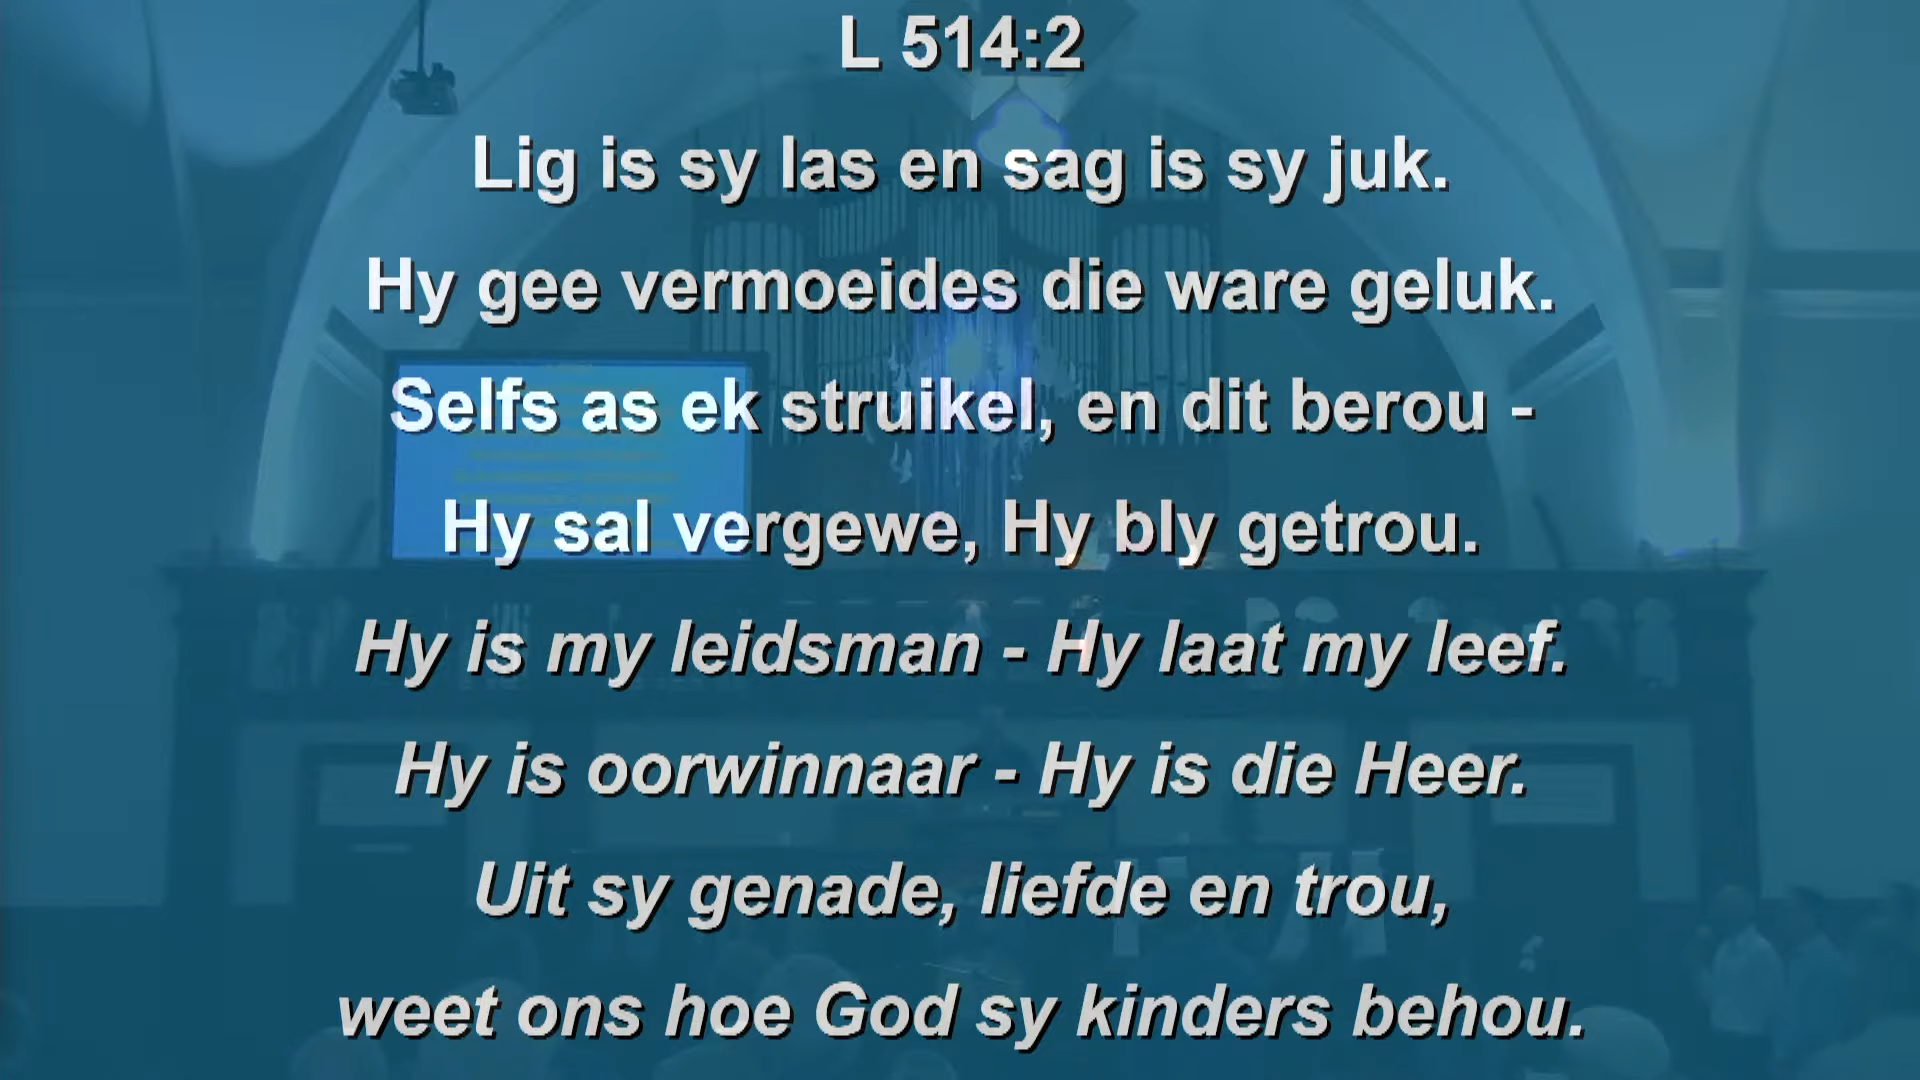 L 514:2
Lig is sy las en sag is sy juk.
Hy gee vermoeides die ware geluk.
Selfs as ek struikel, en dit berou -
Hy sal vergewe, Hy bly getrou.
Hy is my leidsman - Hy laat my leef.
Hy is oorwinnaar - Hy is die Heer.
Uit sy genade, liefde en trou,
weet ons hoe God sy kinders behou.